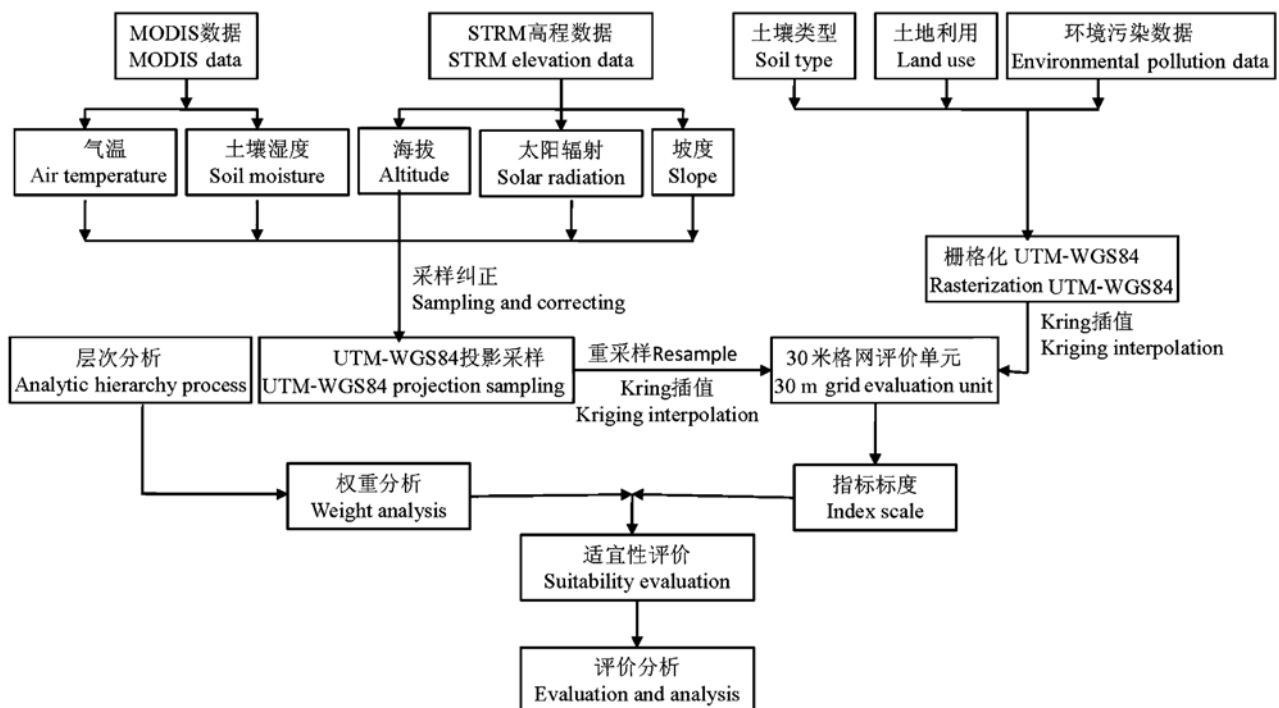 MODIS数据
MODIS data
STRM高程数据
STRM elevation data
土壤类型
Soil type
土地利用
Land use
环境污染数据
Environmental pollution data
气温
Air temperature
土壤湿度
Soil moisture
海拔
Altitude
太阳辐射
Solar radiation
坡度
Slope
采样纠正
Sampling and correcting
栅格化 UTM-WGS84
Rasterization UTM-WGS84
Kring插值
Kriging interpolation
层次分析
Analytic hierarchy process
UTM-WGS84投影采样
UTM-WGS84 projection sampling
重采样Resample
Kring插值
Kriging interpolation
30米格网评价单元
30 m grid evaluation unit
权重分析
Weight analysis
指标标度
Index scale
适宜性评价
Suitability evaluation
评价分析
Evaluation and analysis